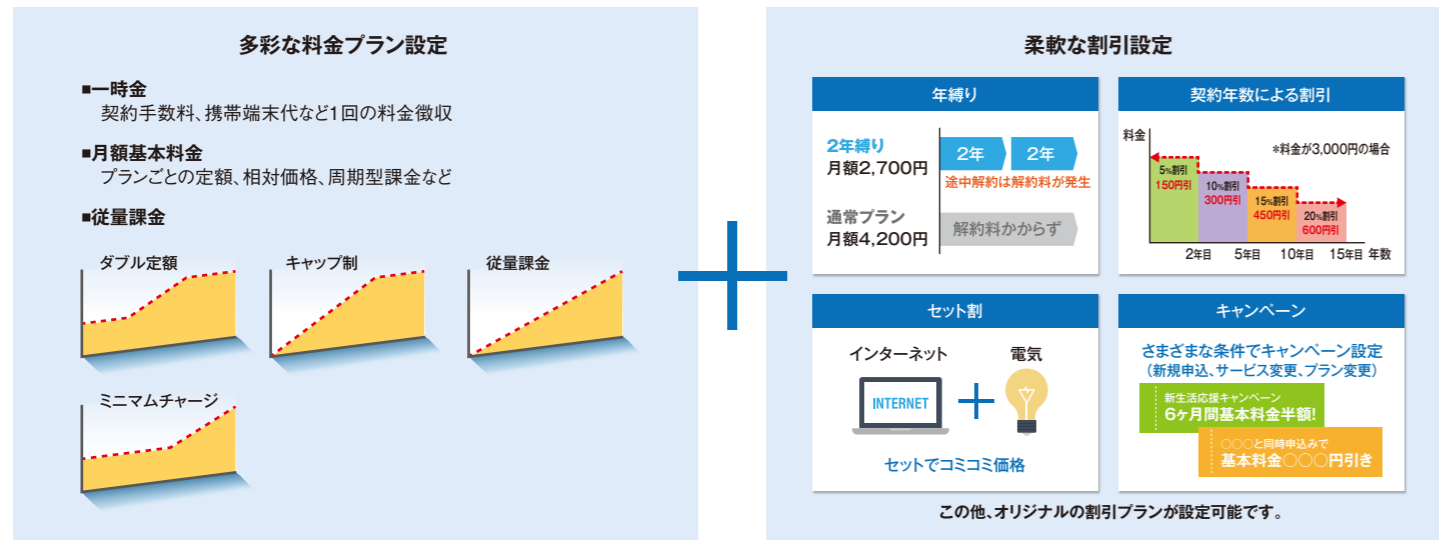 多彩な料金プラン設定
■一時金
契約手数料、携帯端末代など1回の料金徴収
■月額基本料金
プランごとの定額、相対価格、周期型課金など
■従量課金
ダブル定額
キャップ制
従量課金
ミニマムチャージ
柔軟な割引設定
年縛り
2年縛り
月額2,700円
2年
2年
途中解約は解約料が発生
通常プラン
月額4,200円
解約料かからず
契約年数による割引
料金
*料金が3,000円の場合
5%割引
150円引
10%割引
300円引
15%割引
450円引
20%割引
600円引
2年目 5年目 10年目 15年目 年数
セット割
インターネット
電気
INTERNET
セットでコミコミ価格
キャンペーン
さまざまな条件でキャンペーン設定
(新規申込、サービス変更、プラン変更)
新生活応援キャンペーン
6ヶ月間基本料金半額!
○○○と同時申込みで
基本料金○○○円引き
この他、オリジナルの割引プランが設定可能です。